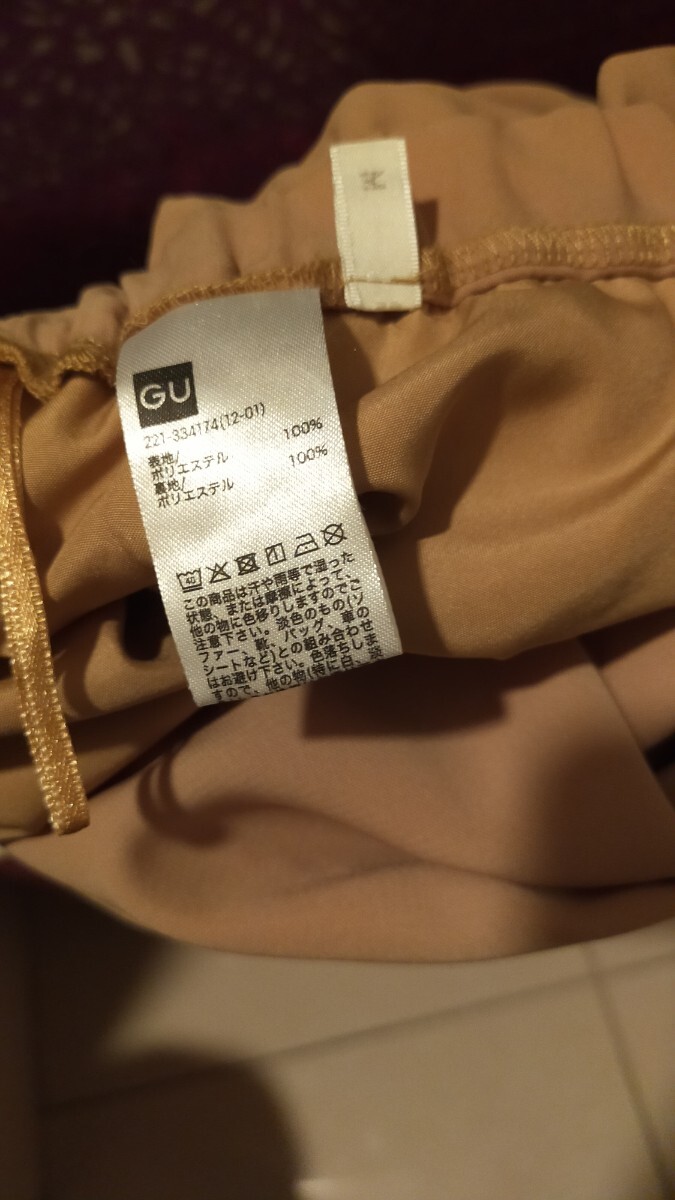 M
GU
221-334174(12-01)
表地/
ポリエステル 100%
裏地/
ポリエステル 100%
40
この商品は汗や雨等で湿った
状態、または摩擦によって、
他の物に色移りしますのでご
注意下さい。淡色のもの(ソ
ファー、靴、バッグ、車の
シートなど)との組み合わせ
はお避け下さい。色落ちしま
すので、他の物(特に白、淡